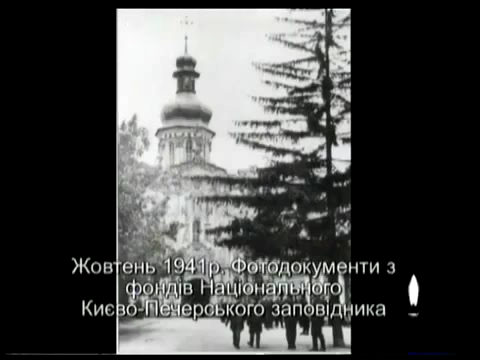 Жовтень 1941р. Фотодокументи з
фондів Національного
Києво-Печерського заповідника